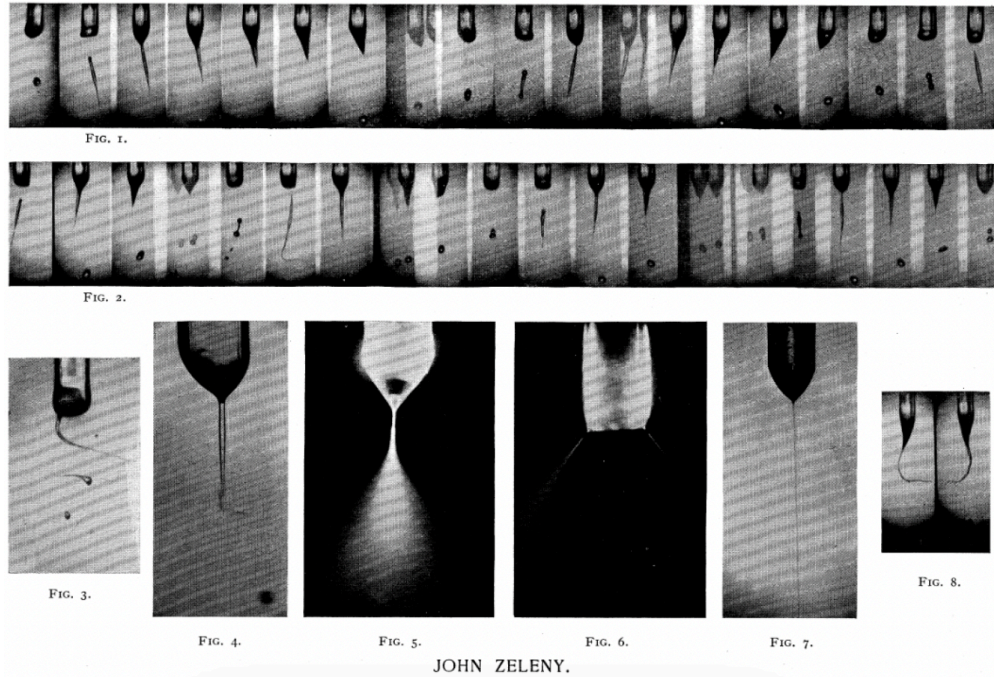 FIG. 1.
FIG. 2.
FIG. 3.
FIG. 4.
FIG. 5.
FIG. 6.
FIG. 7.
FIG. 8.
JOHN ZELENY.